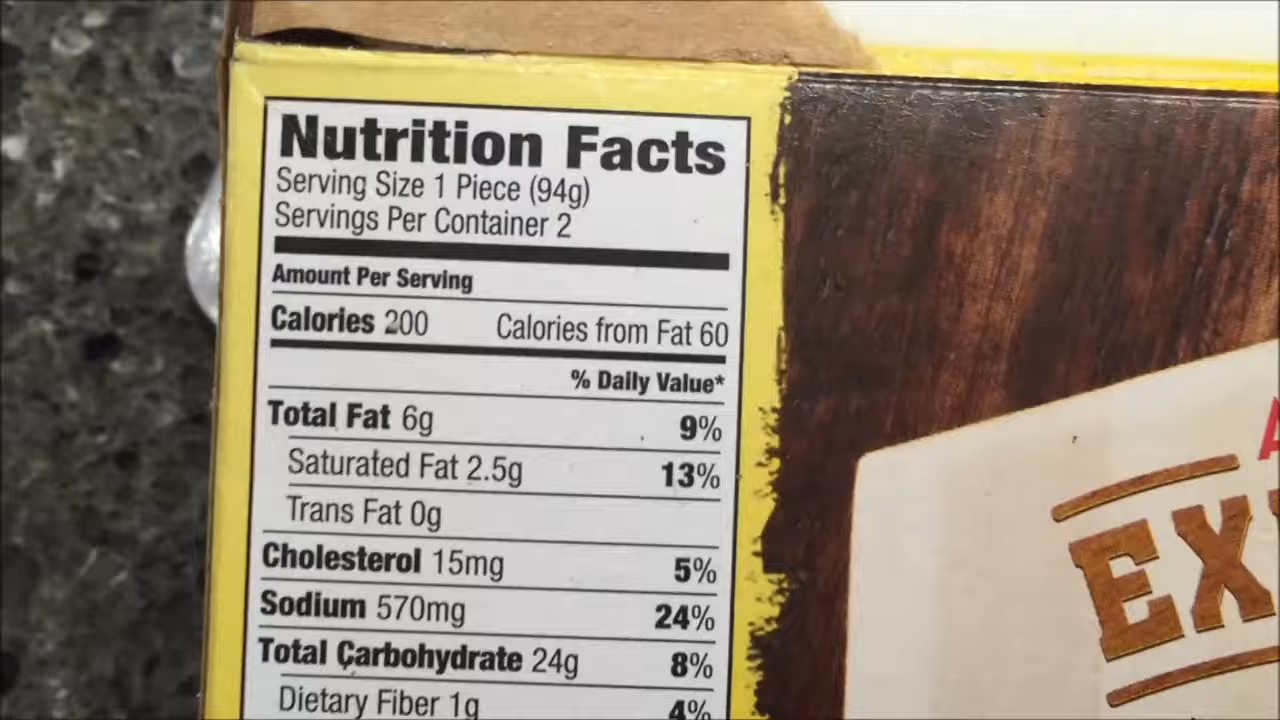 Nutrition Facts
Serving Size 1 Piece (94g)
Servings Per Container 2
Amount Per Serving
Calories 200 Calories from Fat 60
% Daily Value*
Total Fat 6g 9%
Saturated Fat 2.5g 13%
Trans Fat 0g
Cholesterol 15mg 5%
Sodium 570mg 24%
Total Carbohydrate 24g 8%
Dietary Fiber 1g 4%